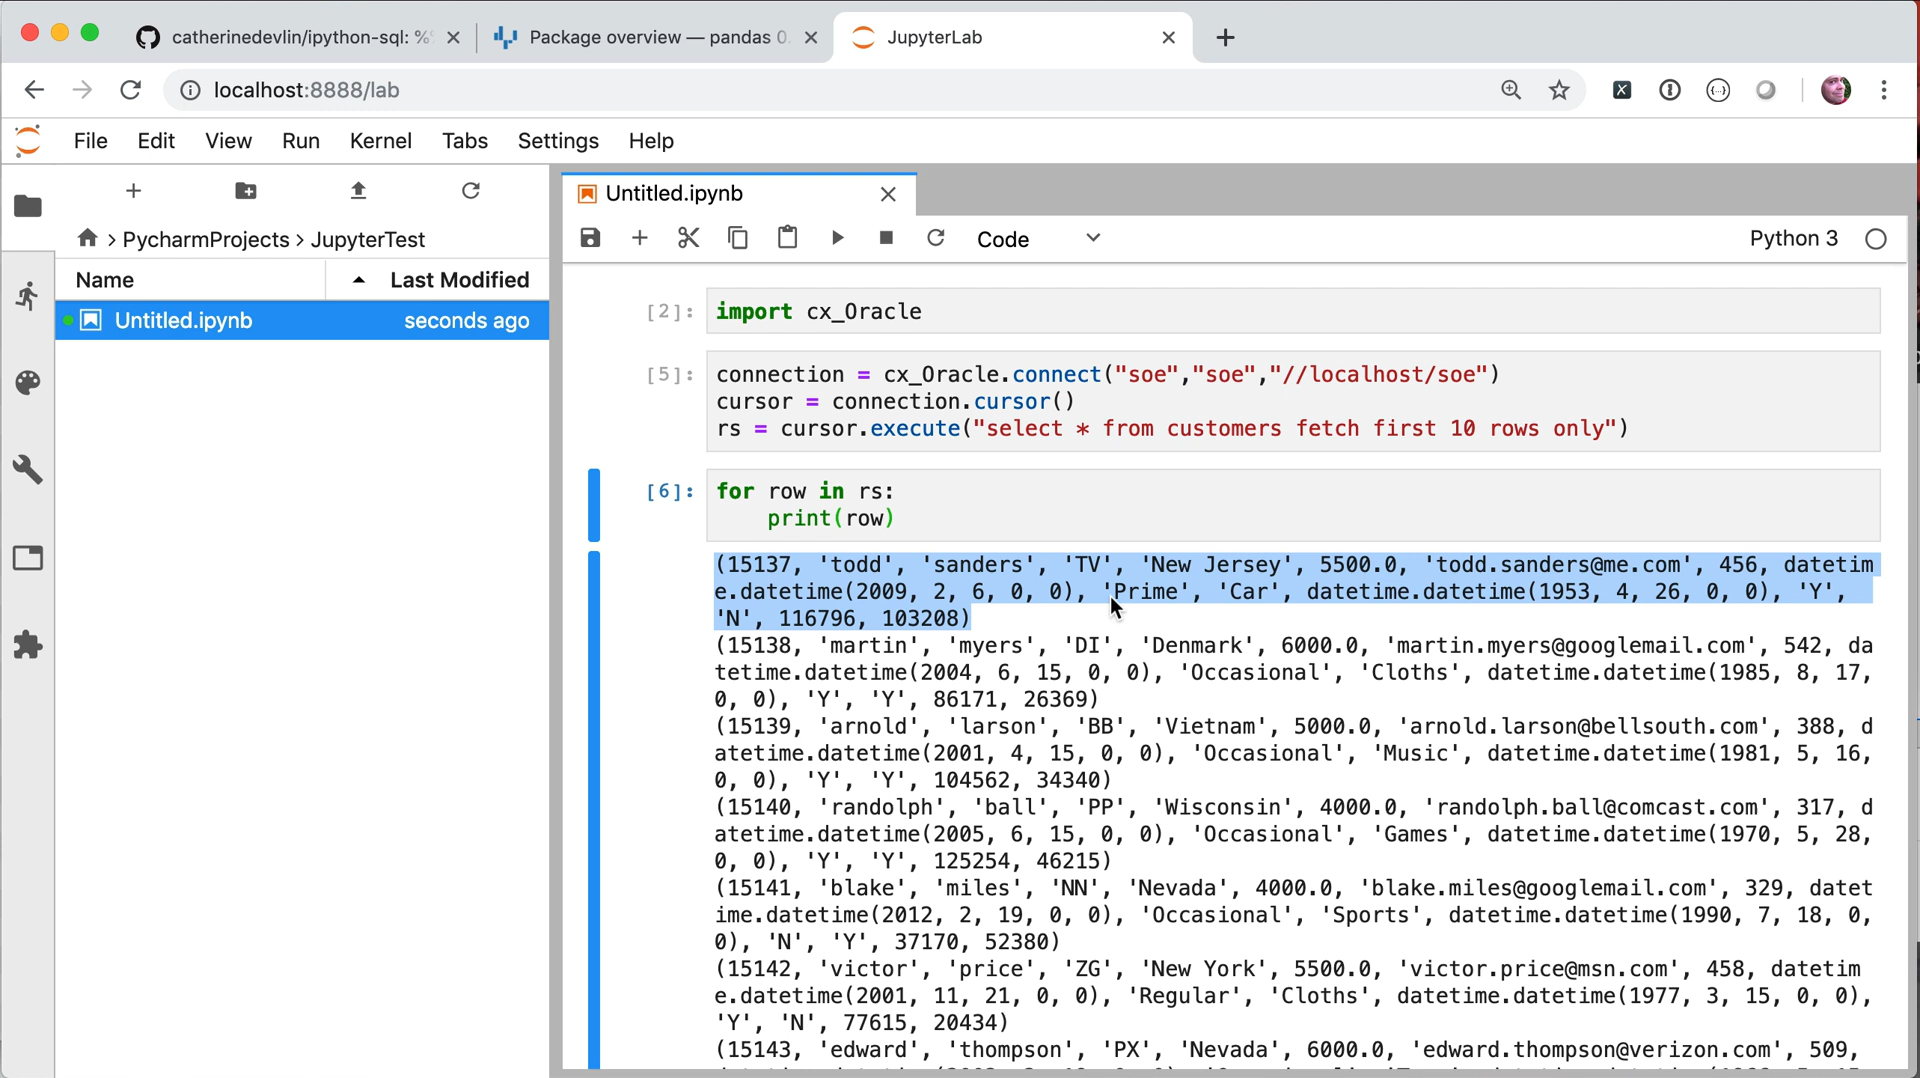 catherinedevlin/ipython-sql: %
Package overview — pandas 0.
JupyterLab
localhost:8888/lab
File Edit View Run Kernel Tabs Settings Help
Untitled.ipynb
> PycharmProjects > JupyterTest
Code
Python 3
Name Last Modified
Untitled.ipynb seconds ago
[2]: import cx_Oracle
[5]: connection = cx_Oracle.connect("soe","soe","//localhost/soe")
cursor = connection.cursor()
rs = cursor.execute("select * from customers fetch first 10 rows only")
[6]: for row in rs:
print(row)
(15137, 'todd', 'sanders', 'TV', 'New Jersey', 5500.0, 'todd.sanders@me.com', 456, datetim
e.datetime(2009, 2, 6, 0, 0), 'Prime', 'Car', datetime.datetime(1953, 4, 26, 0, 0), 'Y',
'N', 116796, 103208)
(15138, 'martin', 'myers', 'DI', 'Denmark', 6000.0, 'martin.myers@googlemail.com', 542, da
tetime.datetime(2004, 6, 15, 0, 0), 'Occasional', 'Cloths', datetime.datetime(1985, 8, 17,
0, 0), 'Y', 'Y', 86171, 26369)
(15139, 'arnold', 'larson', 'BB', 'Vietnam', 5000.0, 'arnold.larson@bellsouth.com', 388, d
atetime.datetime(2001, 4, 15, 0, 0), 'Occasional', 'Music', datetime.datetime(1981, 5, 16,
0, 0), 'Y', 'Y', 104562, 34340)
(15140, 'randolph', 'ball', 'PP', 'Wisconsin', 4000.0, 'randolph.ball@comcast.com', 317, d
atetime.datetime(2005, 6, 15, 0, 0), 'Occasional', 'Games', datetime.datetime(1970, 5, 28,
0, 0), 'Y', 'Y', 125254, 46215)
(15141, 'blake', 'miles', 'NN', 'Nevada', 4000.0, 'blake.miles@googlemail.com', 329, datet
ime.datetime(2012, 2, 19, 0, 0), 'Occasional', 'Sports', datetime.datetime(1990, 7, 18, 0,
0), 'N', 'Y', 37170, 52380)
(15142, 'victor', 'price', 'ZG', 'New York', 5500.0, 'victor.price@msn.com', 458, datetim
e.datetime(2001, 11, 21, 0, 0), 'Regular', 'Cloths', datetime.datetime(1977, 3, 15, 0, 0),
'Y', 'N', 77615, 20434)
(15143, 'edward', 'thompson', 'PX', 'Nevada', 6000.0, 'edward.thompson@verizon.com', 509,